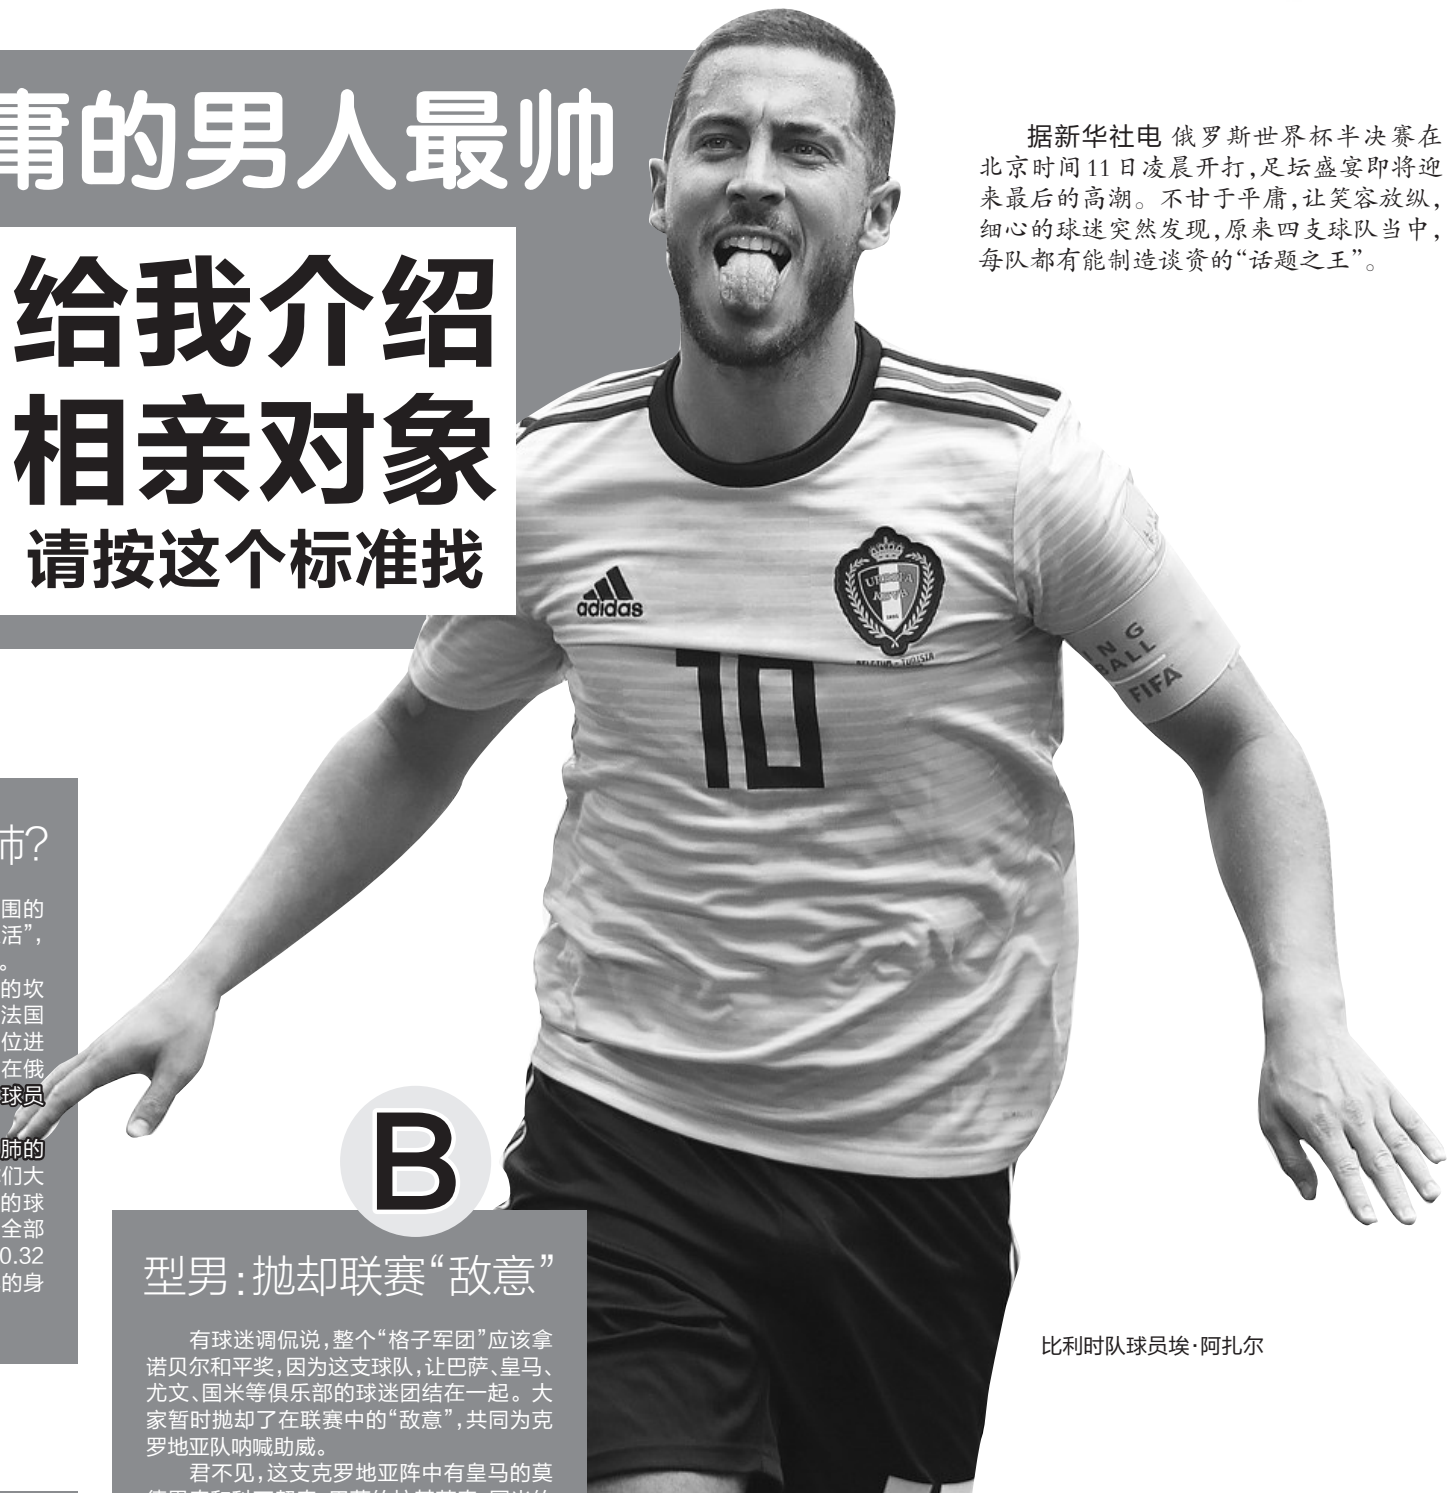 庸的男人最帅
给我介绍
相亲对象
请按这个标准找
据新华社电 俄罗斯世界杯半决赛在
北京时间11日凌晨开打,足坛盛宴即将迎
来最后的高潮。不甘于平庸,让笑容放纵,
细心的球迷突然发现,原来四支球队当中,
每队都有能制造谈资的“话题之王”。
adidas
URBSFA
ASVB
1895
BELGIUM - TUNISIA
10
ING
BALL
FIFA
帅?
围的
活”,
。
的坎
法国
位进
在俄
球员
肺的
们大
的球
全部
0.32
的身
B
型男:抛却联赛“敌意”
有球迷调侃说,整个“格子军团”应该拿
诺贝尔和平奖,因为这支球队,让巴萨、皇马、
尤文、国米等俱乐部的球迷团结在一起。大
家暂时抛却了在联赛中的“敌意”,共同为克
罗地亚队呐喊助威。
君不见,这支克罗地亚阵中有皇马的莫
比利时队球员埃·阿扎尔